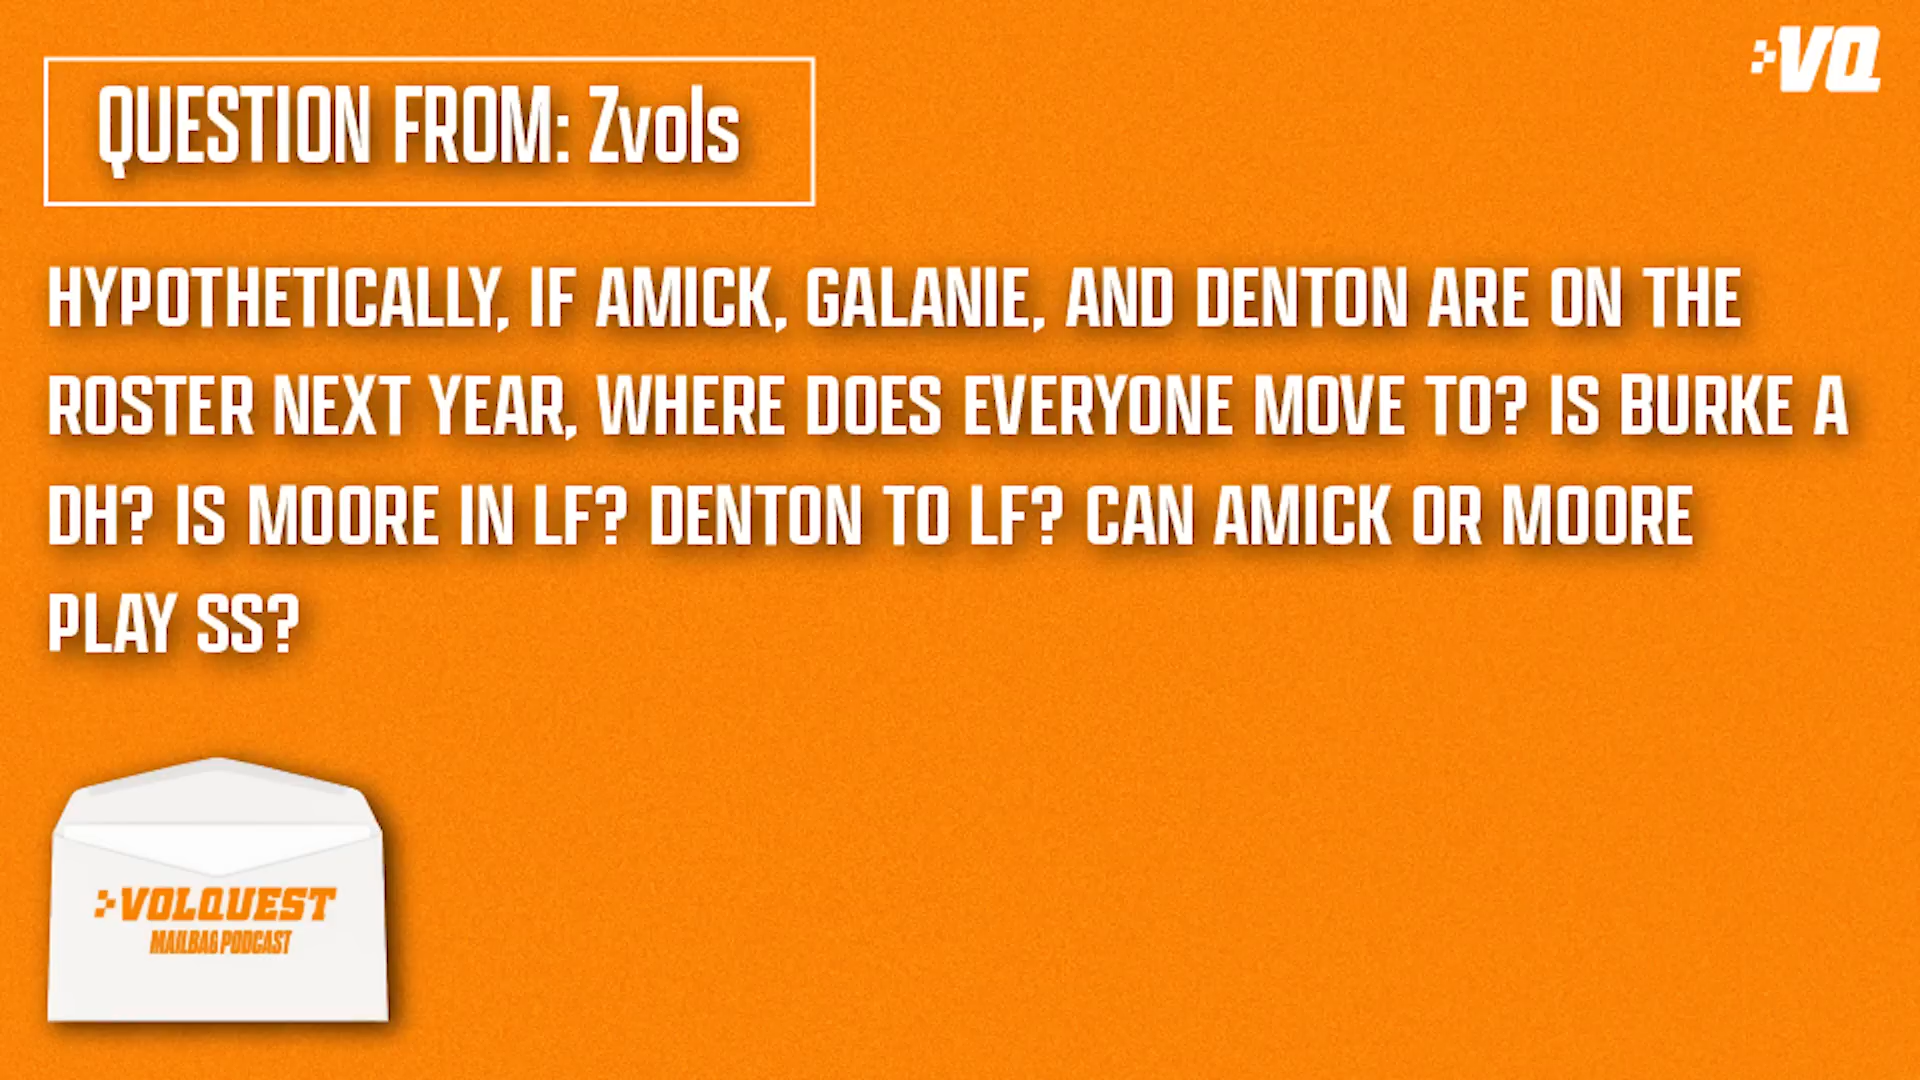 VQ
QUESTION FROM: Zvols
HYPOTHETICALLY, IF AMICK, GALANIE, AND DENTON ARE ON THE
ROSTER NEXT YEAR, WHERE DOES EVERYONE MOVE TO? IS BURKE A
DH? IS MOORE IN LF? DENTON TO LF? CAN AMICK OR MOORE
PLAY SS?
VOLQUEST
MAILBAG PODCAST